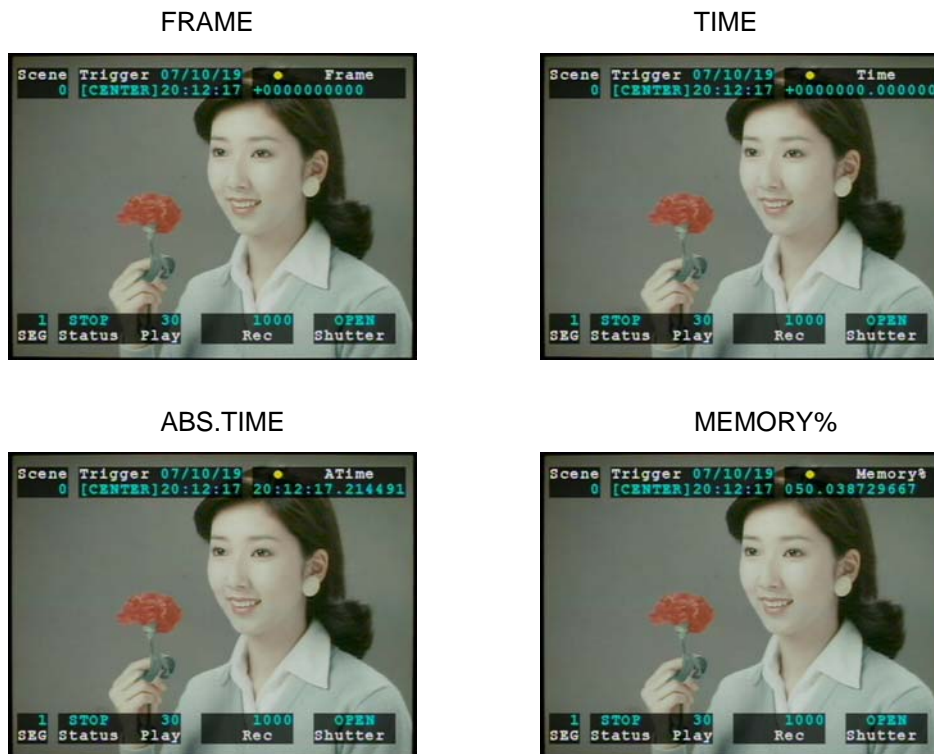 FRAME
TIME
Scene Trigger 07/10/19 Frame
0 [CENTER]20:12:17 +0000000000
1 STOP 30 1000 OPEN
SEG Status Play Rec Shutter
Scene Trigger 07/10/19 Time
0 [CENTER]20:12:17 +0000000.000000
1 STOP 30 1000 OPEN
SEG Status Play Rec Shutter
ABS.TIME
MEMORY%
Scene Trigger 07/10/19 ATime
0 [CENTER]20:12:17 20:12:17.214491
1 STOP 30 1000 OPEN
SEG Status Play Rec Shutter
Scene Trigger 07/10/19 Memory%
0 [CENTER]20:12:17 050.038729667
1 STOP 30 1000 OPEN
SEG Status Play Rec Shutter